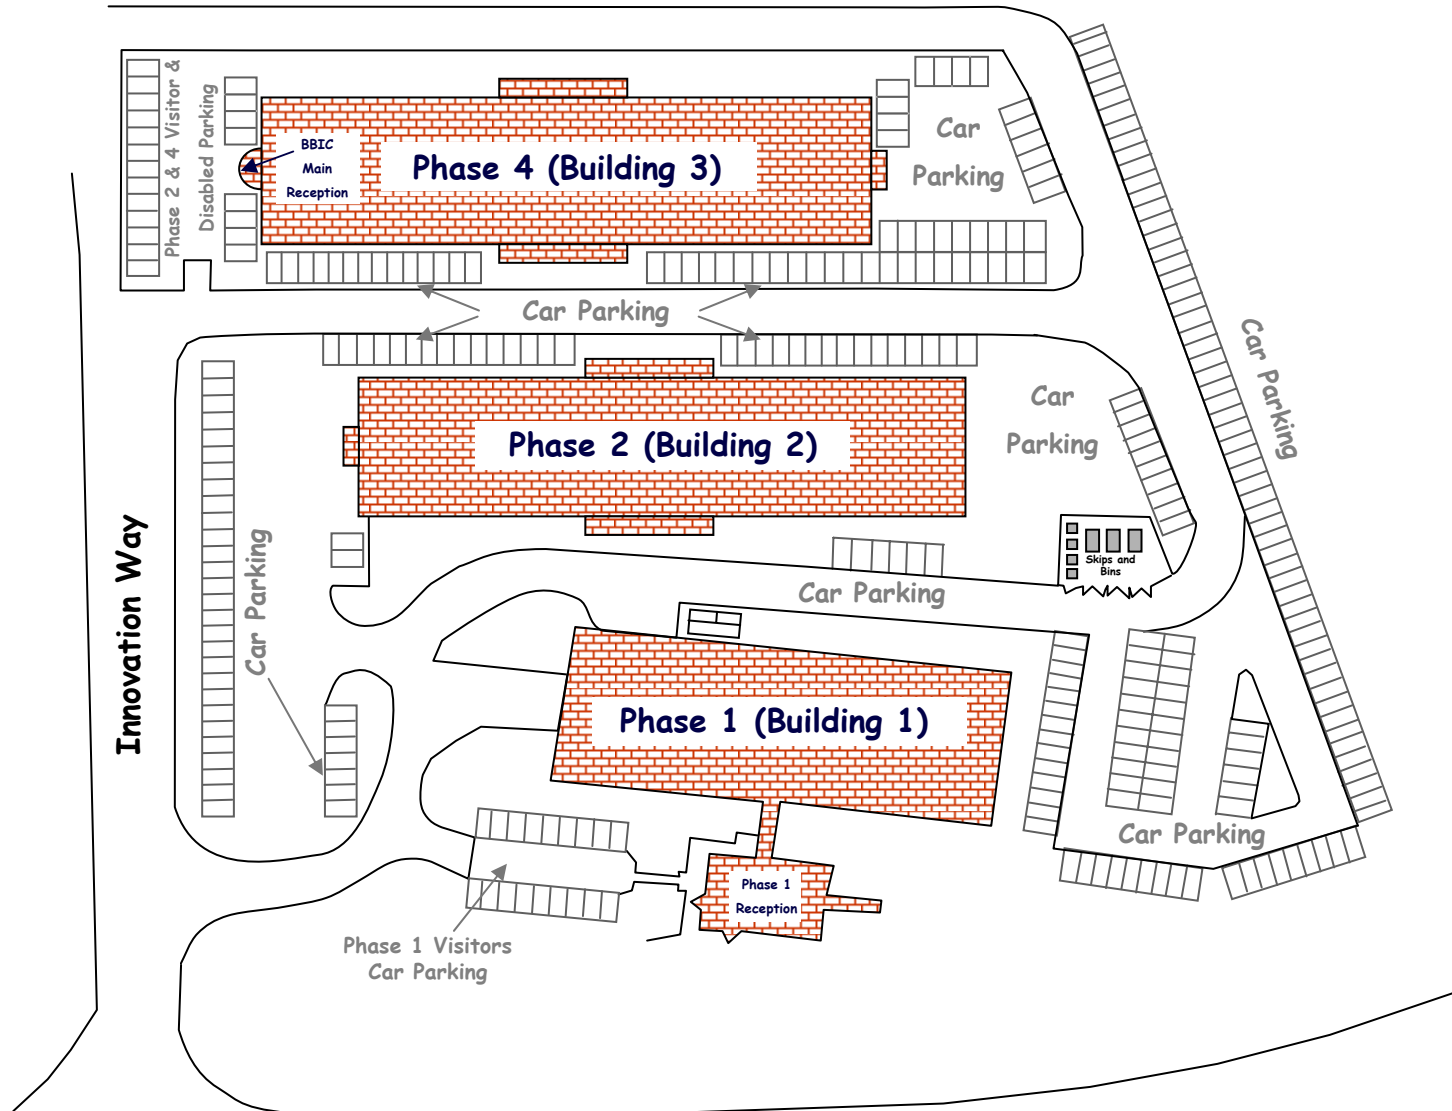 Phase 2 & 4 Visitor &
Disabled Parking
BBIC
Main
Reception
Phase 4 (Building 3)
Car
Parking
Car Parking
Car Parking
Phase 2 (Building 2)
Car
Parking
Innovation Way
Car Parking
Skips and
Bins
Car Parking
Phase 1 (Building 1)
Car Parking
Phase 1
Reception
Phase 1 Visitors
Car Parking